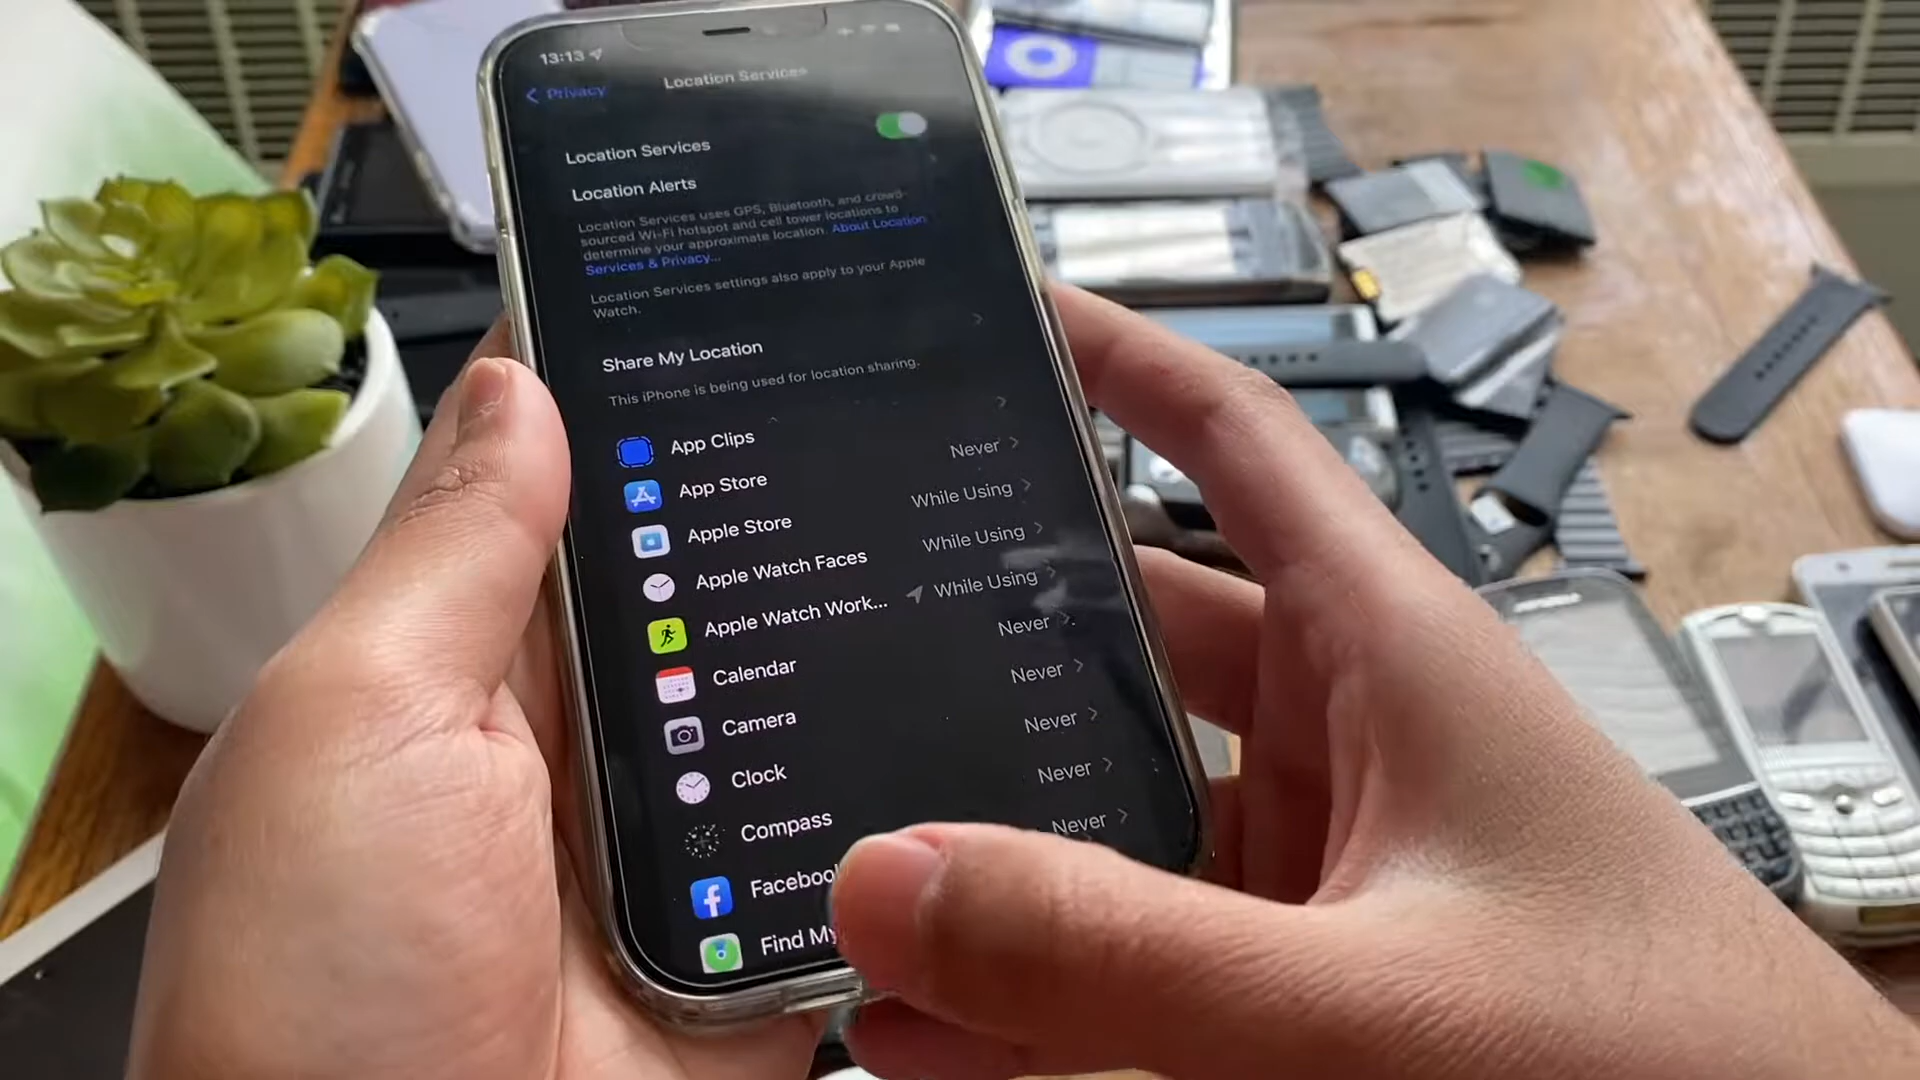 13:13
Privacy
Location Services
Location Services
Location Alerts
Location Services uses GPS, Bluetooth, and crowd-
sourced Wi-Fi hotspot and cell tower locations to
determine your approximate location. About Location
Services & Privacy...
Location Services settings also apply to your Apple
Watch.
Share My Location
This iPhone is being used for location sharing.
App Clips
App Store Never
Apple Store While Using
Apple Watch Faces While Using
Apple Watch Work... While Using
Calendar Never
Camera Never
Clock Never
Compass Never
Facebook Never
Find My